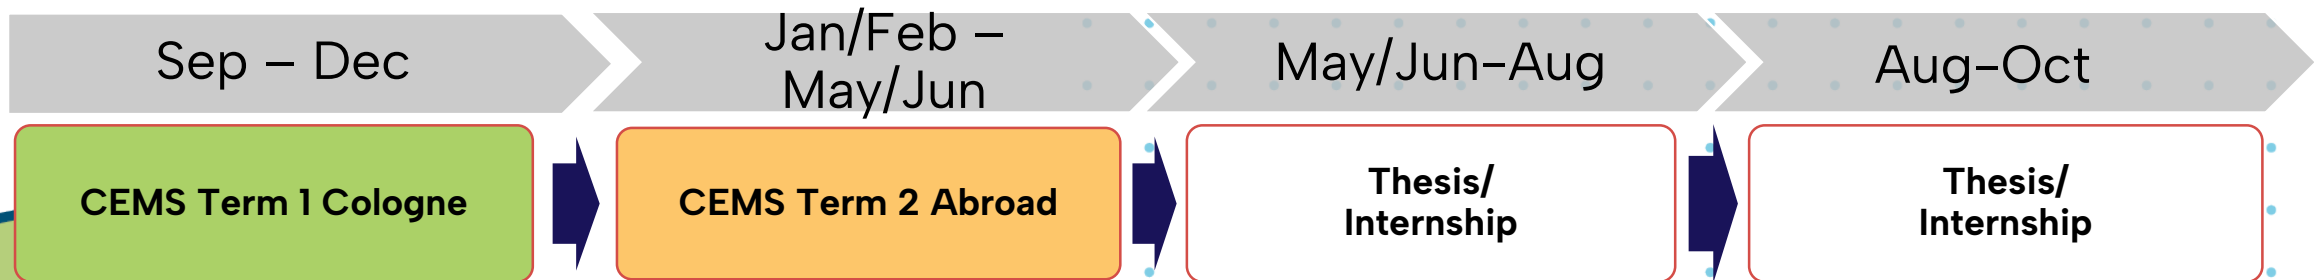 Sep – Dec
Jan/Feb –
May/Jun
May/Jun-Aug
Aug-Oct
CEMS Term 1 Cologne
CEMS Term 2 Abroad
Thesis/
Internship
Thesis/
Internship